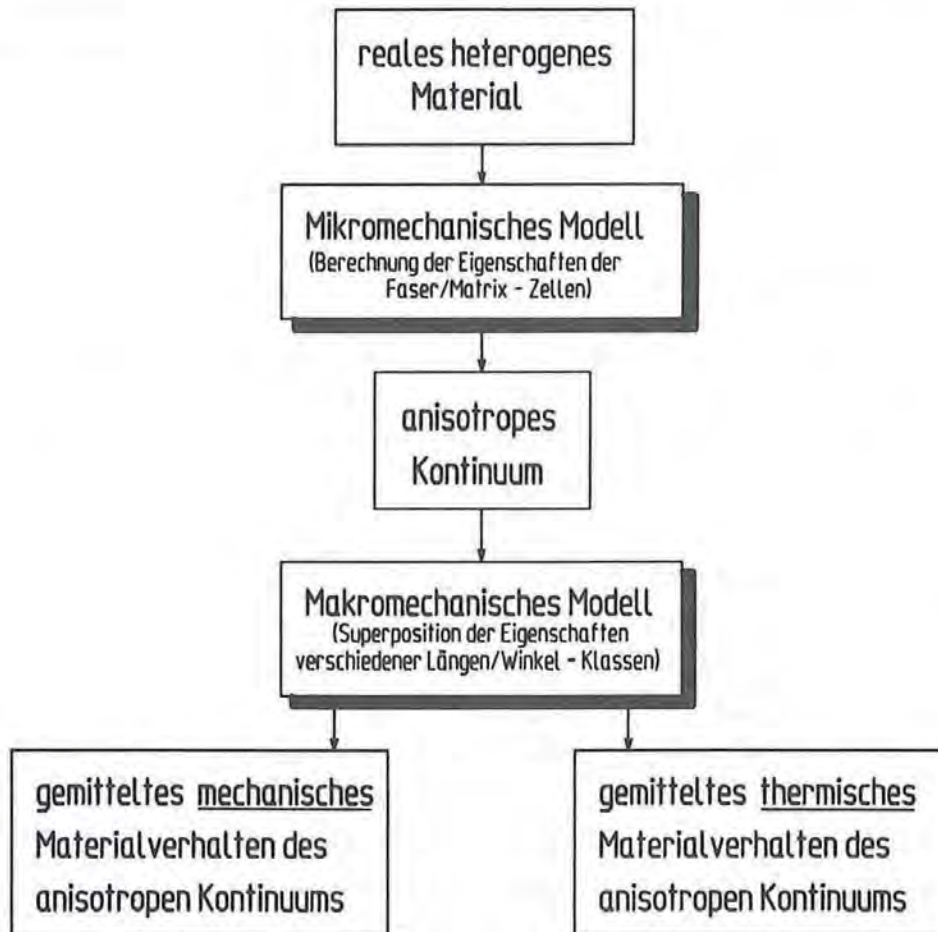 reales heterogenes
Material
Mikromechanisches Modell
(Berechnung der Eigenschaften der
Faser/Matrix - Zellen)
anisotropes
Kontinuum
Makromechanisches Modell
(Superposition der Eigenschaften
verschiedener Längen/Winkel - Klassen)
gemitteltes mechanisches
Materialverhalten des
anisotropen Kontinuums
gemitteltes thermisches
Materialverhalten des
anisotropen Kontinuums